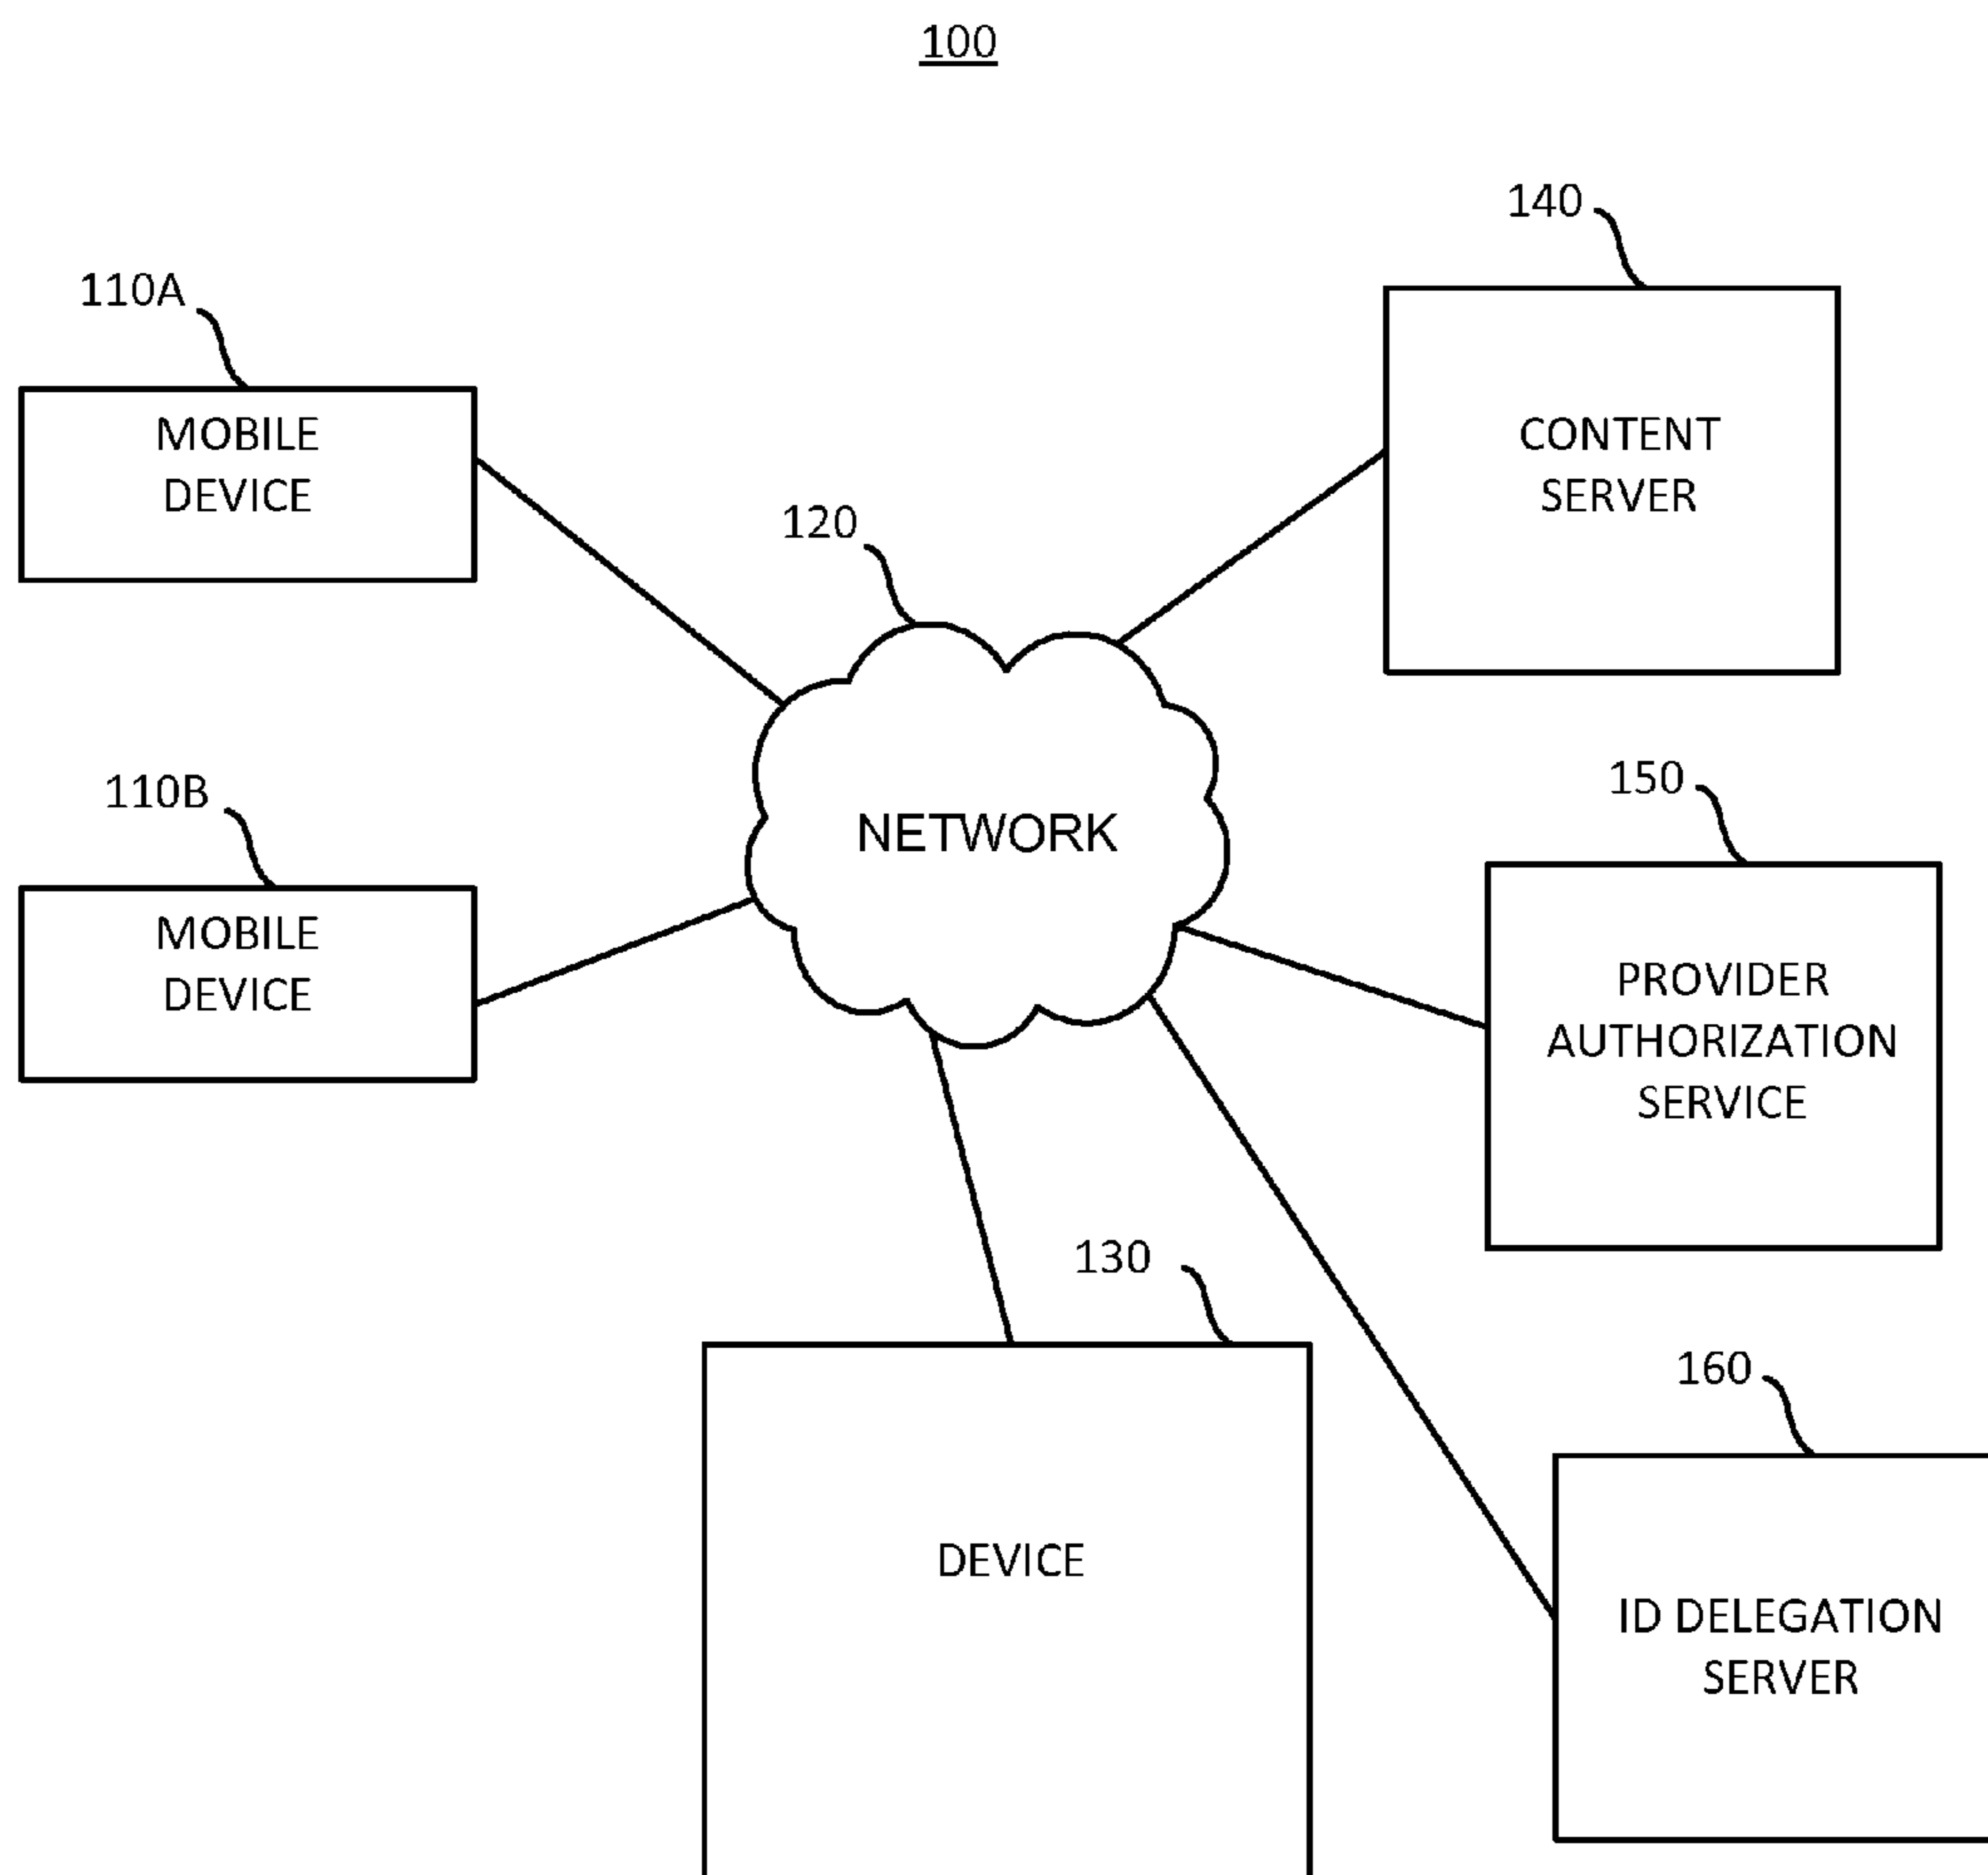 100
140
110A
MOBILE
DEVICE
CONTENT
SERVER
120
110B
150
NETWORK
MOBILE
DEVICE
PROVIDER
AUTHORIZATION
SERVICE
130
160
DEVICE
ID DELEGATION
SERVER